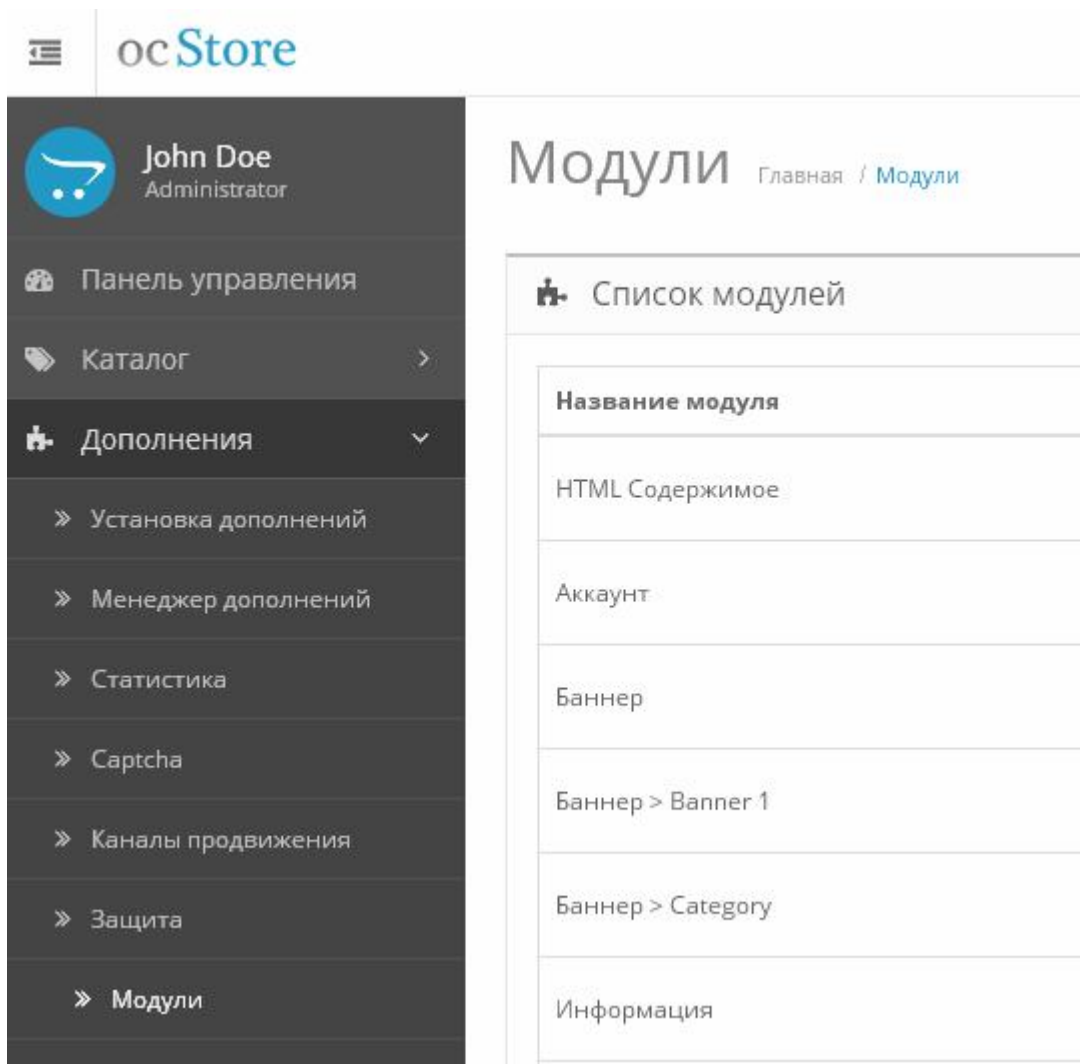 ocStore
John Doe
Administrator
Панель управления
Каталог
Дополнения
Установка дополнений
Менеджер дополнений
Статистика
Captcha
Каналы продвижения
Защита
Модули
Модули Главная / Модули
Список модулей
Название модуля
HTML Содержимое
Аккаунт
Баннер
Баннер > Banner 1
Баннер > Category
Информация